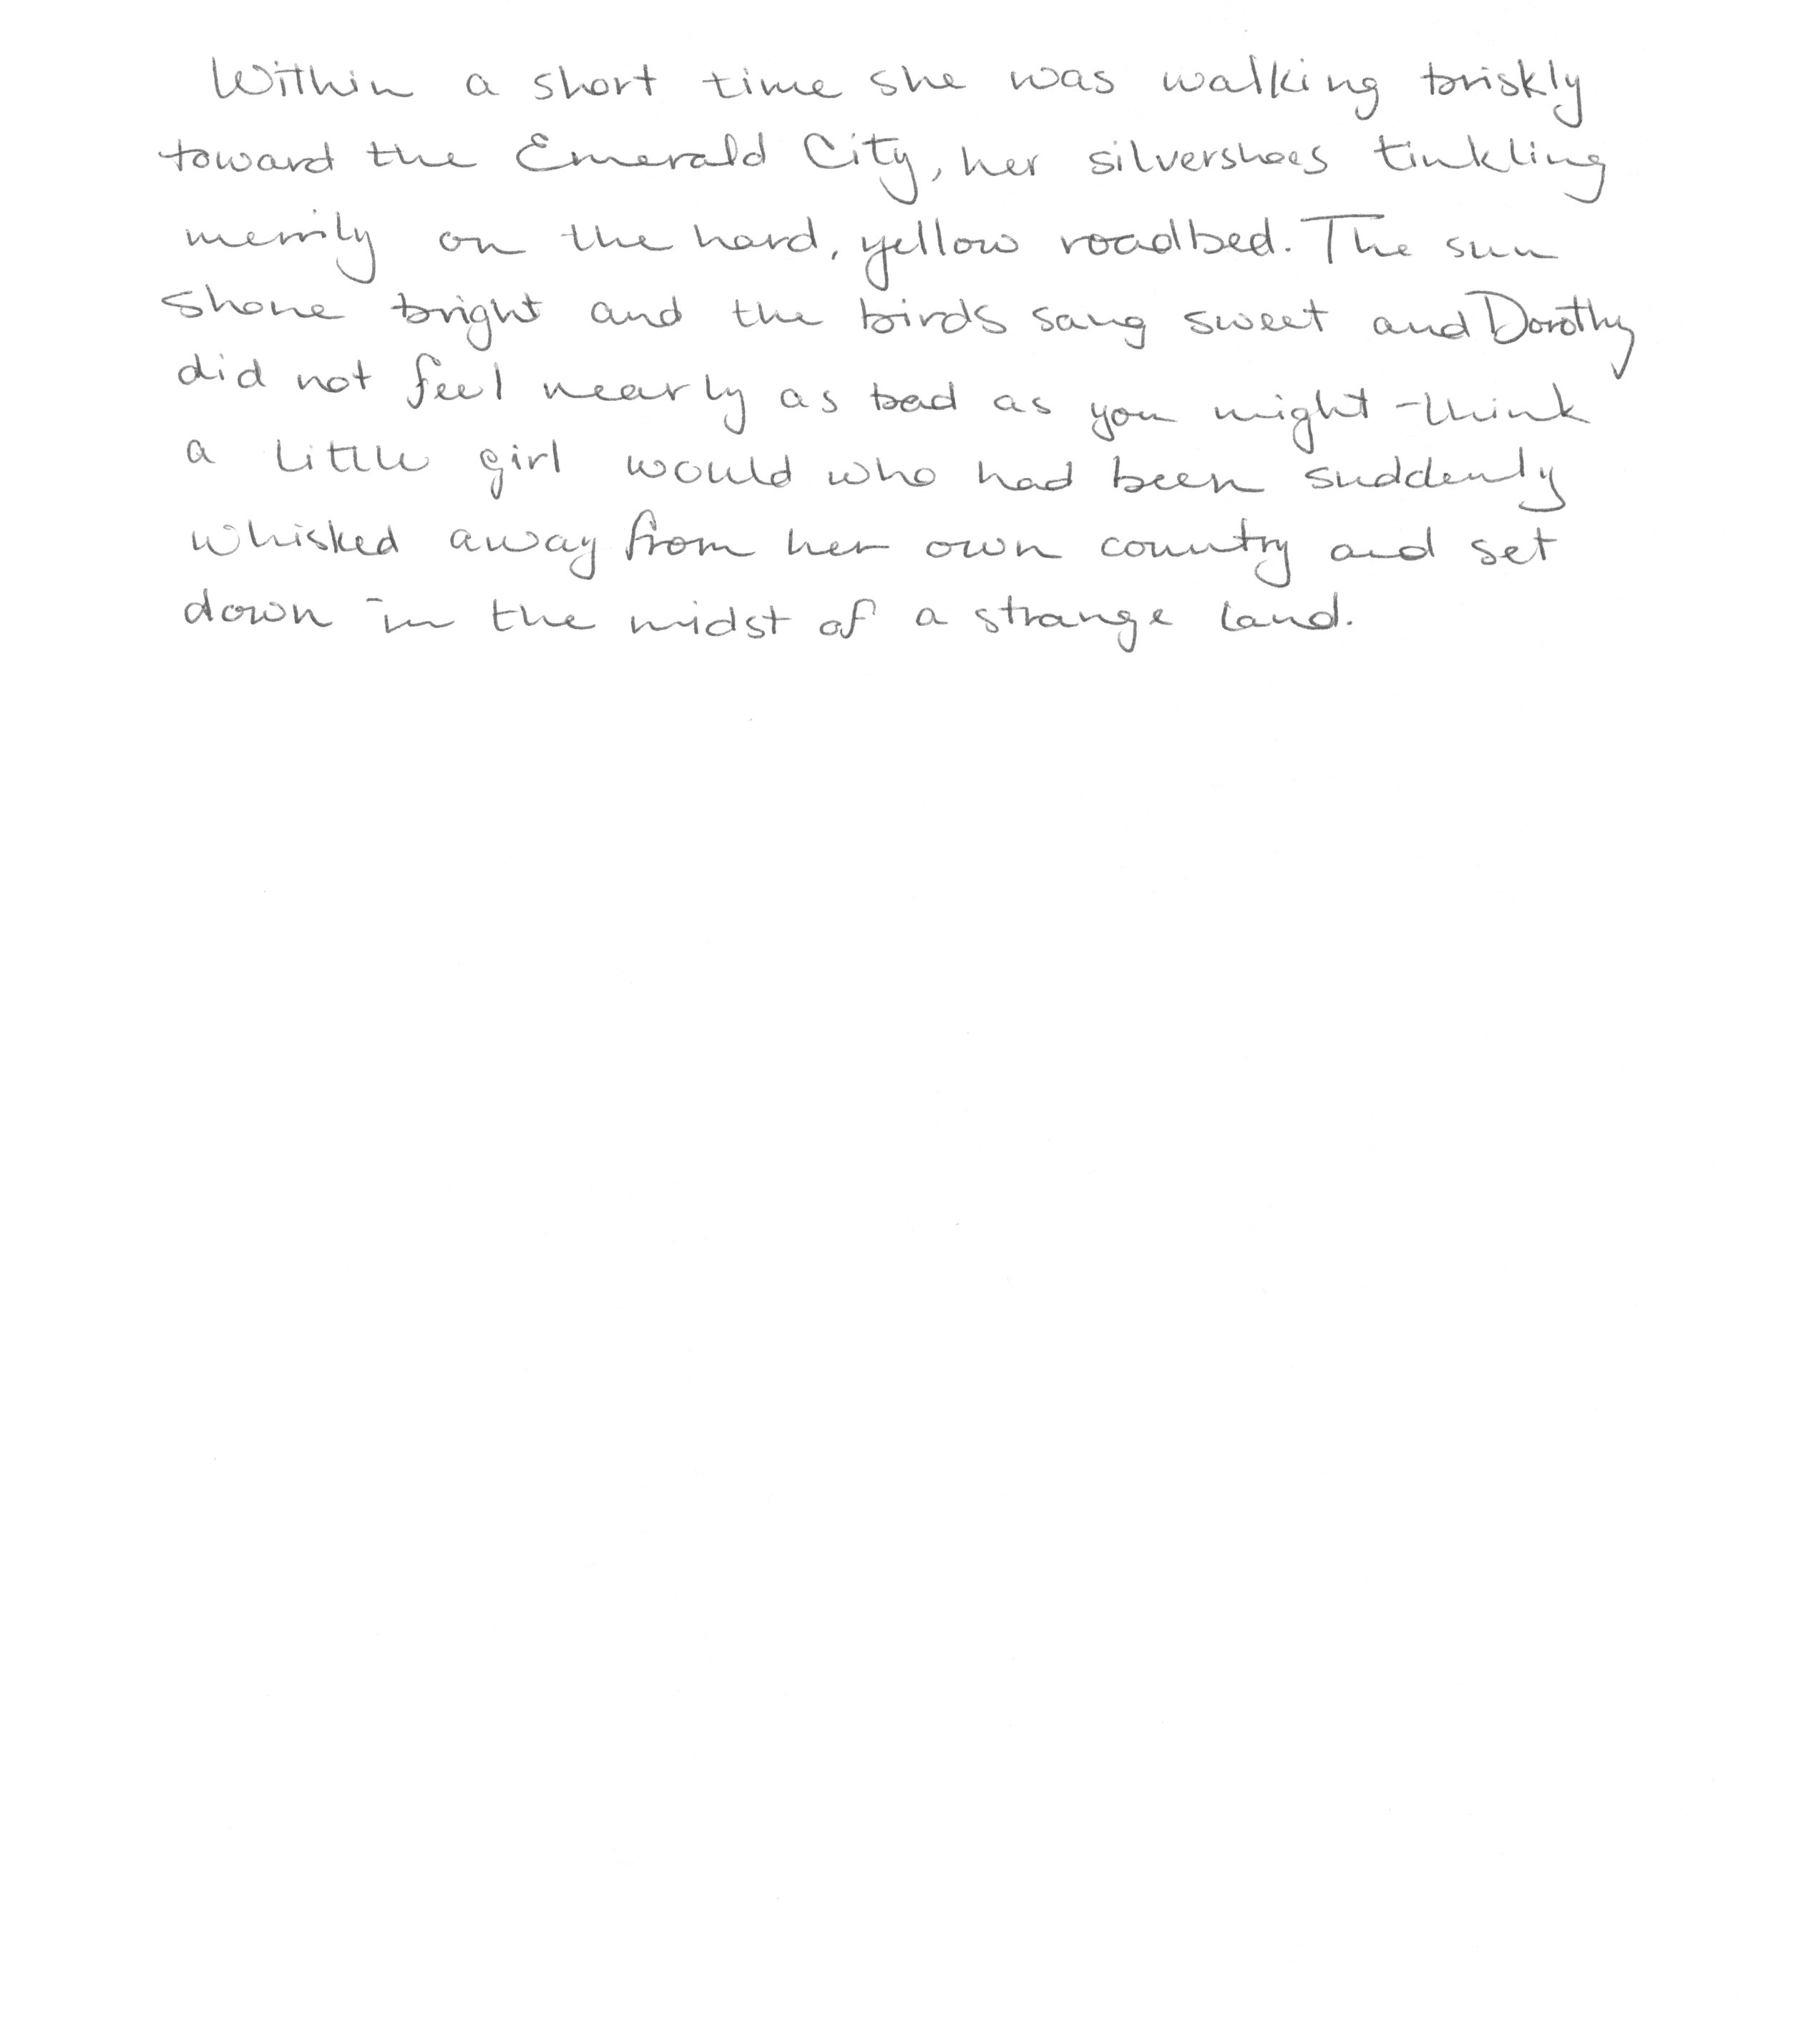 Within a short time she was walking briskly
toward the Emerald City, her silvershoes tinkling
merrily on the hard, yellow roadbed. The sun
shone bright and the birds sang sweet and Dorothy
did not feel nearly as bad as you might think
a little girl would who had been suddenly
whisked away from her own country and set
down in the midst of a strange land.